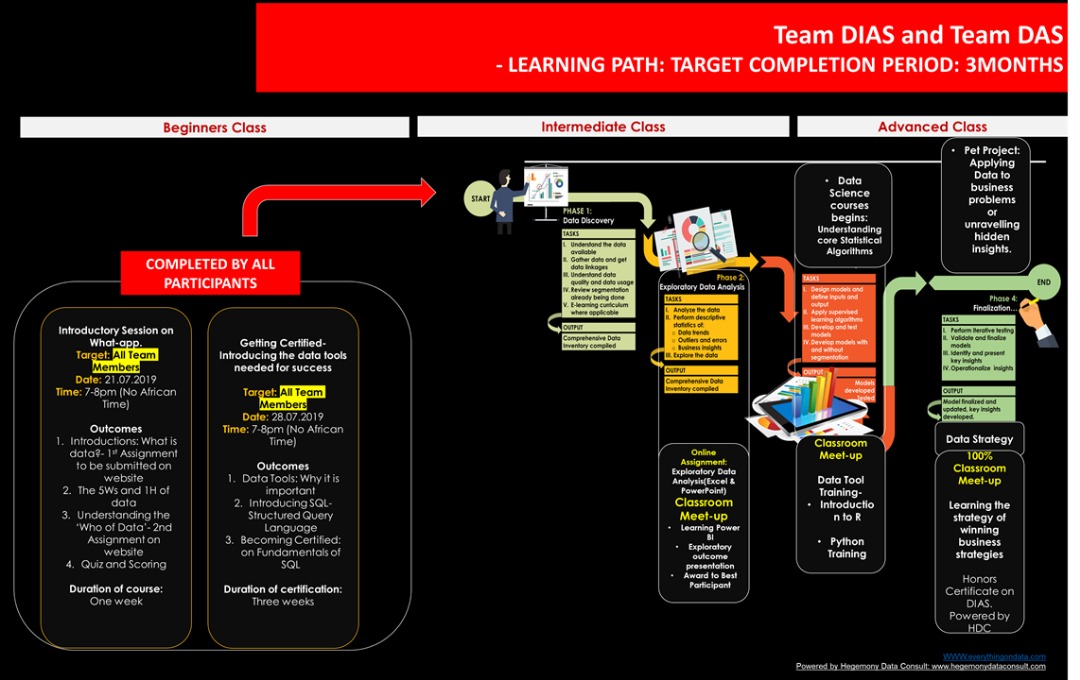 Team DIAS and Team DAS
- LEARNING PATH: TARGET COMPLETION PERIOD: 3MONTHS
Beginners Class
Intermediate Class
Advanced Class
COMPLETED BY ALL
PARTICIPANTS
Introductory Session on
What-app.
Target: All Team
Members
Date: 21.07.2019
Time: 7-8pm (No African
Time)
Outcomes
1. Introductions: What is
data?- 1st Assignment
to be submitted on
website
2. The 5Ws and 1H of
data
3. Understanding the
‘Who of Data’- 2nd
Assignment on
website
4. Quiz and Scoring
Duration of course:
One week
Getting Certified-
Introducing the data tools
needed for success
Target: All Team
Members
Date: 28.07.2019
Time: 7-8pm (No African
Time)
Outcomes
1. Data Tools: Why it is
important
2. Introducing SQL-
Structured Query
Language
3. Becoming Certified:
on Fundamentals of
SQL
Duration of certification:
Three weeks
START
PHASE 1:
Data Discovery
TASKS
I. Understand the data
available
II. Gather data and get
data linkages
III. Understand data
quality and data usage
IV. Review segmentation
already being done
V. E-learning curriculum
where applicable
OUTPUT
Comprehensive Data
Inventory compiled
Phase 2:
Exploratory Data Analysis
TASKS
I. Analyze the data
II. Perform descriptive
statistics of:
o Data trends
o Outliers and errors
o Business insights
III. Explore the data
OUTPUT
Comprehensive Data
Inventory compiled
Online
Assignment:
Exploratory Data
Analysis(Excel &
PowerPoint)
Classroom
Meet-up
• Learning Power
BI
• Exploratory
outcome
presentation
• Award to Best
Participant
• Data
Science
courses
begins:
Understanding
core Statistical
Algorithms
TASKS
I. Design models and
define inputs and
output
II. Apply supervised
learning algorithms
III. Develop and test
models
IV. Develop models with
and without
segmentation
OUTPUT
Models
developed
Tested
Classroom
Meet-up
Data Tool
Training-
• Introductio
n to R
• Python
Training
• Pet Project:
Applying
Data to
business
problems
or
unravelling
hidden
insights.
END
Phase 4:
Finalization...
TASKS
I. Perform iterative testing
II. Validate and finalize
models
III. Identify and present
key insights
IV. Operationalize insights
OUTPUT
Model finalized and
updated, key insights
developed.
Data Strategy
100%
Classroom
Meet-up
Learning the
strategy of
winning
business
strategies
Honors
Certificate on
DIAS.
Powered by
HDC
WWW.everythingondata.com
Powered by Hegemony Data Consult: www.hegemonydataconsult.com